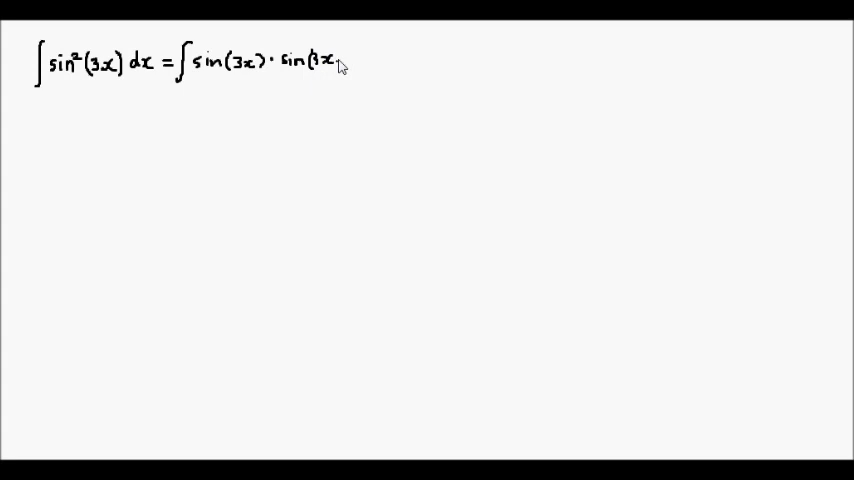 ∫ sin²(3x) dx = ∫ sin(3x) · sin(3x